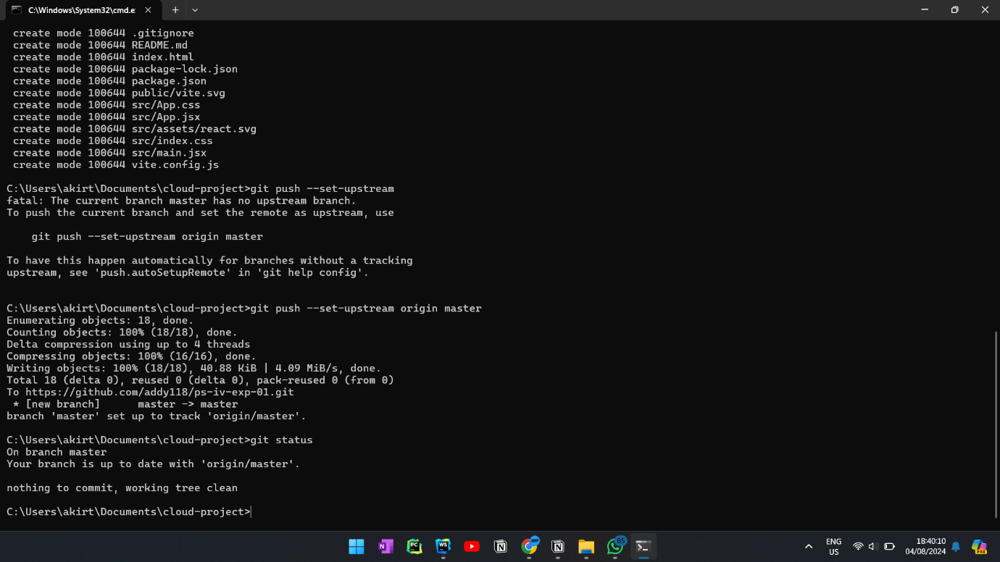 C:\Windows\System32\cmd.e
create mode 100644 .gitignore
create mode 100644 README.md
create mode 100644 index.html
create mode 100644 package-lock.json
create mode 100644 package.json
create mode 100644 public/vite.svg
create mode 100644 src/App.css
create mode 100644 src/App.jsx
create mode 100644 src/assets/react.svg
create mode 100644 src/index.css
create mode 100644 src/main.jsx
create mode 100644 vite.config.js
C:\Users\akirt\Documents\cloud-project>git push --set-upstream
fatal: The current branch master has no upstream branch.
To push the current branch and set the remote as upstream, use
git push --set-upstream origin master
To have this happen automatically for branches without a tracking
upstream, see 'push.autoSetupRemote' in 'git help config'.
C:\Users\akirt\Documents\cloud-project>git push --set-upstream origin master
Enumerating objects: 18, done.
Counting objects: 100% (18/18), done.
Delta compression using up to 4 threads
Compressing objects: 100% (16/16), done.
Writing objects: 100% (18/18), 40.88 KiB | 4.09 MiB/s, done.
Total 18 (delta 0), reused 0 (delta 0), pack-reused 0 (from 0)
To https://github.com/addy118/ps-iv-exp-01.git
* [new branch]      master -> master
branch 'master' set up to track 'origin/master'.
C:\Users\akirt\Documents\cloud-project>git status
On branch master
Your branch is up to date with 'origin/master'.
nothing to commit, working tree clean
C:\Users\akirt\Documents\cloud-project>
N
PC
WS
85
ENG
US
18:40:10
04/08/2024
PRE